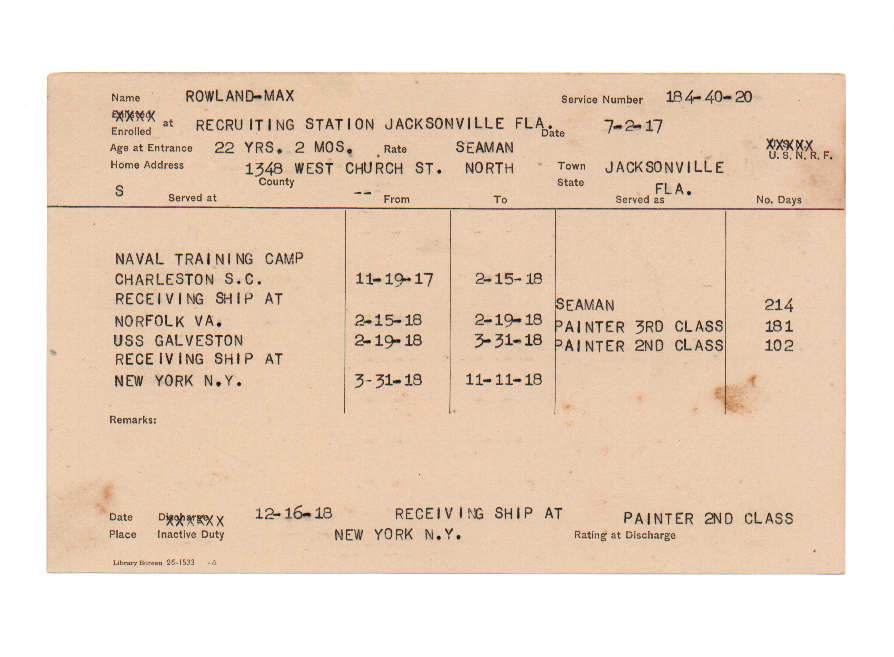 Name ROWLAND-MAX Service Number 184-40-20
Enlisted XXXX
Enrolled at RECRUITING STATION JACKSONVILLE FLA. Date 7-2-17
Age at Entrance 22 YRS. 2 MOS. Rate SEAMAN XXXXX
U. S. N. R. F.
Home Address 1348 WEST CHURCH ST. NORTH Town JACKSONVILLE
S County -- State FLA.
Served at From To Served as No. Days
NAVAL TRAINING CAMP
CHARLESTON S.C. 11-19-17 2-15-18
RECEIVING SHIP AT SEAMAN 214
NORFOLK VA. 2-15-18 2-19-18 PAINTER 3RD CLASS 181
USS GALVESTON 2-19-18 3-31-18 PAINTER 2ND CLASS 102
RECEIVING SHIP AT
NEW YORK N.Y. 3-31-18 11-11-18
Remarks:
Date Discharge XXXXXX 12-16-18 RECEIVING SHIP AT PAINTER 2ND CLASS
Place Inactive Duty NEW YORK N.Y. Rating at Discharge
Library Bureau 25-1533